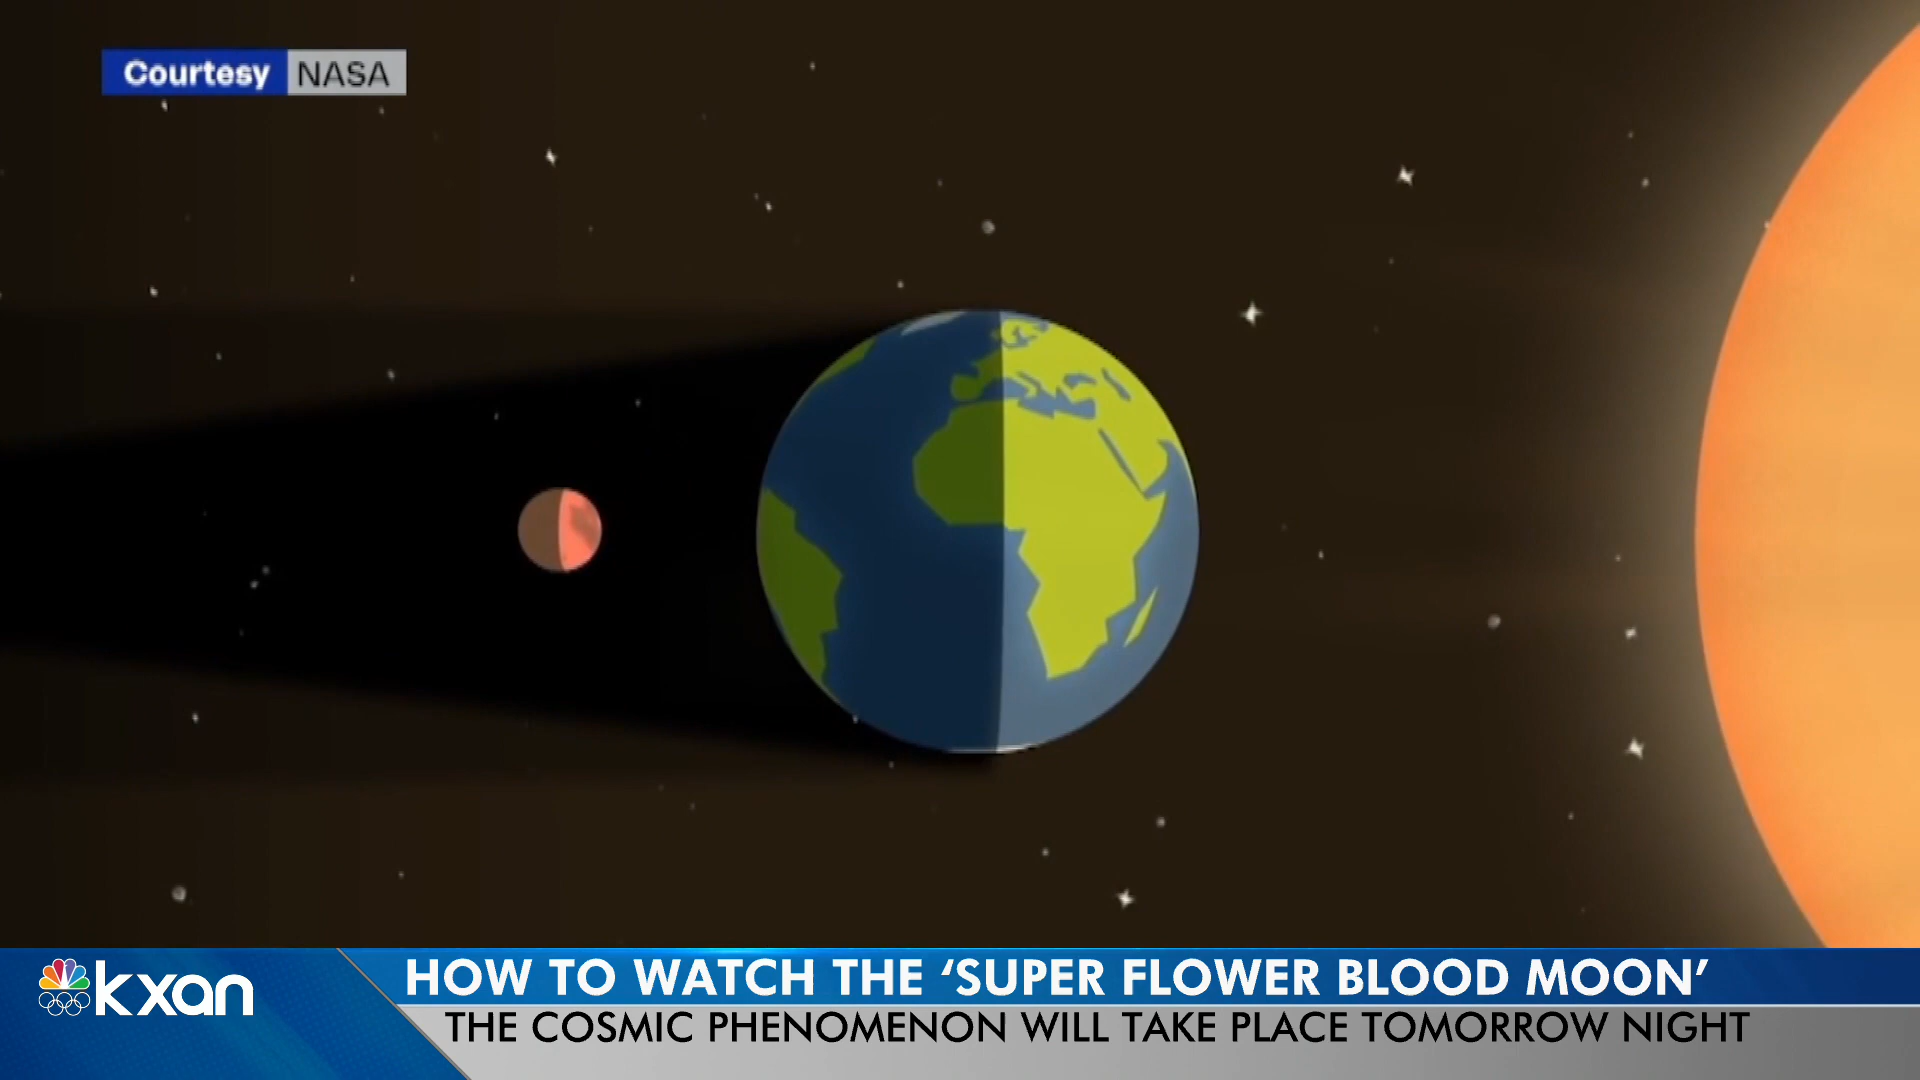 Courtesy NASA
kxan
HOW TO WATCH THE ‘SUPER FLOWER BLOOD MOON’
THE COSMIC PHENOMENON WILL TAKE PLACE TOMORROW NIGHT